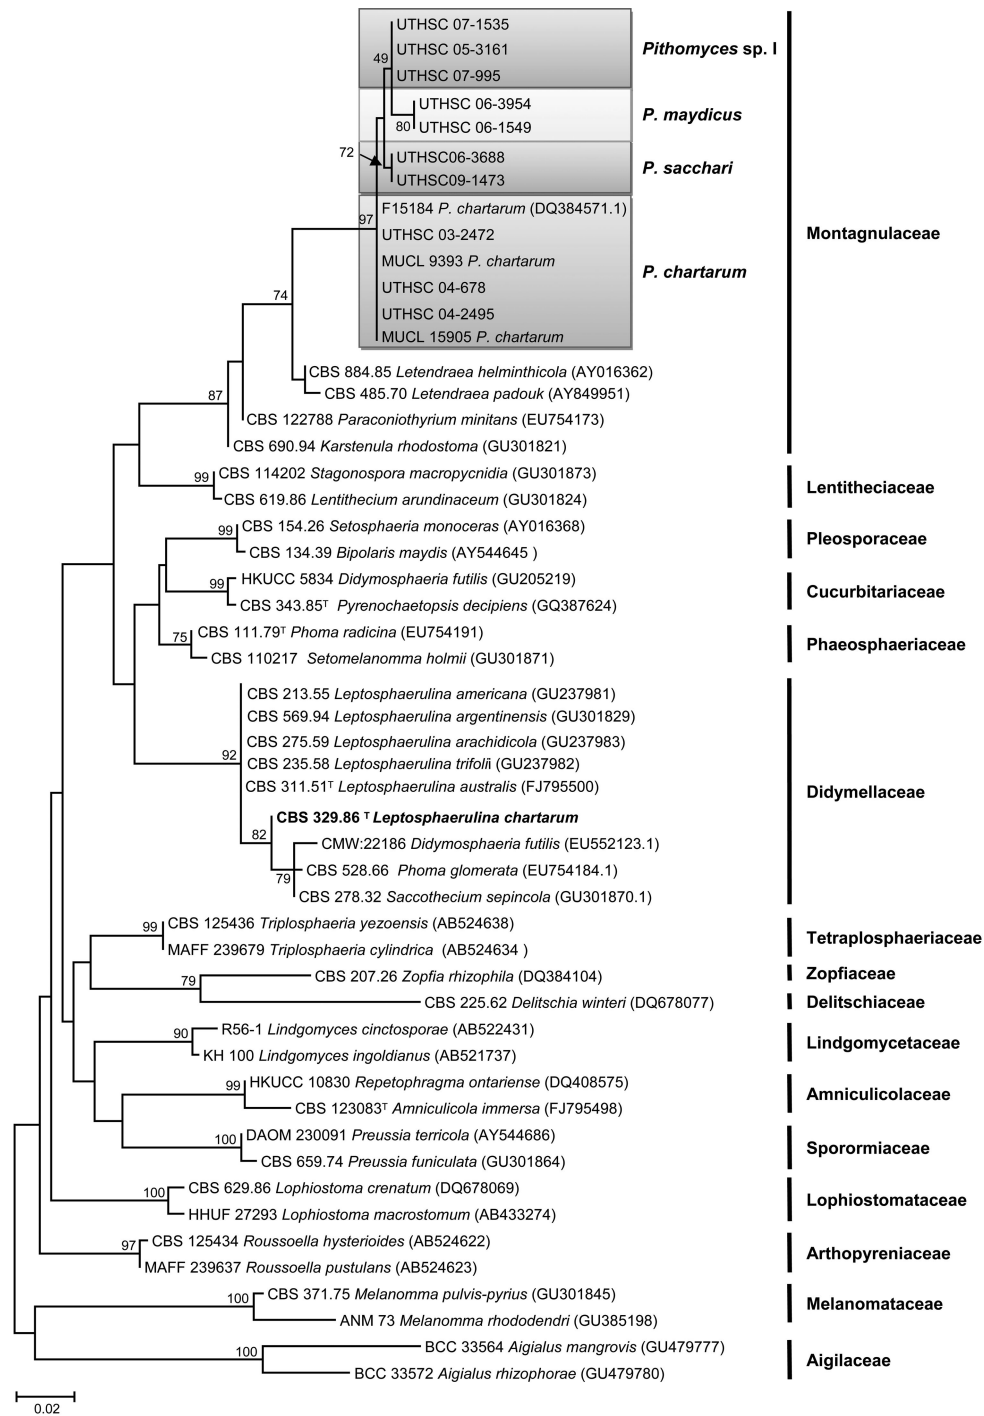 UTHSC 07-1535
UTHSC 05-3161
49
Pithomyces sp. I
UTHSC 07-995
UTHSC 06-3954
P. maydicus
80
UTHSC 06-1549
72
UTHSC06-3688
P. sacchari
UTHSC09-1473
F15184 P. chartarum (DQ384571.1)
97
UTHSC 03-2472
Montagnulaceae
MUCL 9393 P. chartarum
P. chartarum
UTHSC 04-678
74
UTHSC 04-2495
MUCL 15905 P. chartarum
CBS 884.85 Letendraea helminthicola (AY016362)
CBS 485.70 Letendraea padouk (AY849951)
87
CBS 122788 Paraconiothyrium minitans (EU754173)
CBS 690.94 Karstenula rhodostoma (GU301821)
99
CBS 114202 Stagonospora macropycnidia (GU301873)
Lentitheciaceae
CBS 619.86 Lentithecium arundinaceum (GU301824)
99
CBS 154.26 Setosphaeria monoceras (AY016368)
Pleosporaceae
CBS 134.39 Bipolaris maydis (AY544645 )
99
HKUCC 5834 Didymosphaeria futilis (GU205219)
Cucurbitariaceae
CBS 343.85ᵀ Pyrenochaetopsis decipiens (GQ387624)
75
CBS 111.79ᵀ Phoma radicina (EU754191)
Phaeosphaeriaceae
CBS 110217 Setomelanomma holmii (GU301871)
CBS 213.55 Leptosphaerulina americana (GU237981)
CBS 569.94 Leptosphaerulina argentinensis (GU301829)
CBS 275.59 Leptosphaerulina arachidicola (GU237983)
92
CBS 235.58 Leptosphaerulina trifolii (GU237982)
CBS 311.51ᵀ Leptosphaerulina australis (FJ795500)
Didymellaceae
CBS 329.86 ᵀ Leptosphaerulina chartarum
82
CMW:22186 Didymosphaeria futilis (EU552123.1)
CBS 528.66 Phoma glomerata (EU754184.1)
79
CBS 278.32 Saccothecium sepincola (GU301870.1)
99
CBS 125436 Triplosphaeria yezoensis (AB524638)
Tetraplosphaeriaceae
MAFF 239679 Triplosphaeria cylindrica (AB524634 )
79
CBS 207.26 Zopfia rhizophila (DQ384104)
Zopfiaceae
CBS 225.62 Delitschia winteri (DQ678077)
Delitschiaceae
90
R56-1 Lindgomyces cinctosporae (AB522431)
Lindgomycetaceae
KH 100 Lindgomyces ingoldianus (AB521737)
99
HKUCC 10830 Repetophragma ontariense (DQ408575)
Amniculicolaceae
CBS 123083ᵀ Amniculicola immersa (FJ795498)
100
DAOM 230091 Preussia terricola (AY544686)
Sporormiaceae
CBS 659.74 Preussia funiculata (GU301864)
100
CBS 629.86 Lophiostoma crenatum (DQ678069)
Lophiostomataceae
HHUF 27293 Lophiostoma macrostomum (AB433274)
97
CBS 125434 Roussoella hysterioides (AB524622)
Arthopyreniaceae
MAFF 239637 Roussoella pustulans (AB524623)
100
CBS 371.75 Melanomma pulvis-pyrius (GU301845)
Melanomataceae
ANM 73 Melanomma rhododendri (GU385198)
100
BCC 33564 Aigialus mangrovis (GU479777)
Aigilaceae
BCC 33572 Aigialus rhizophorae (GU479780)
0.02